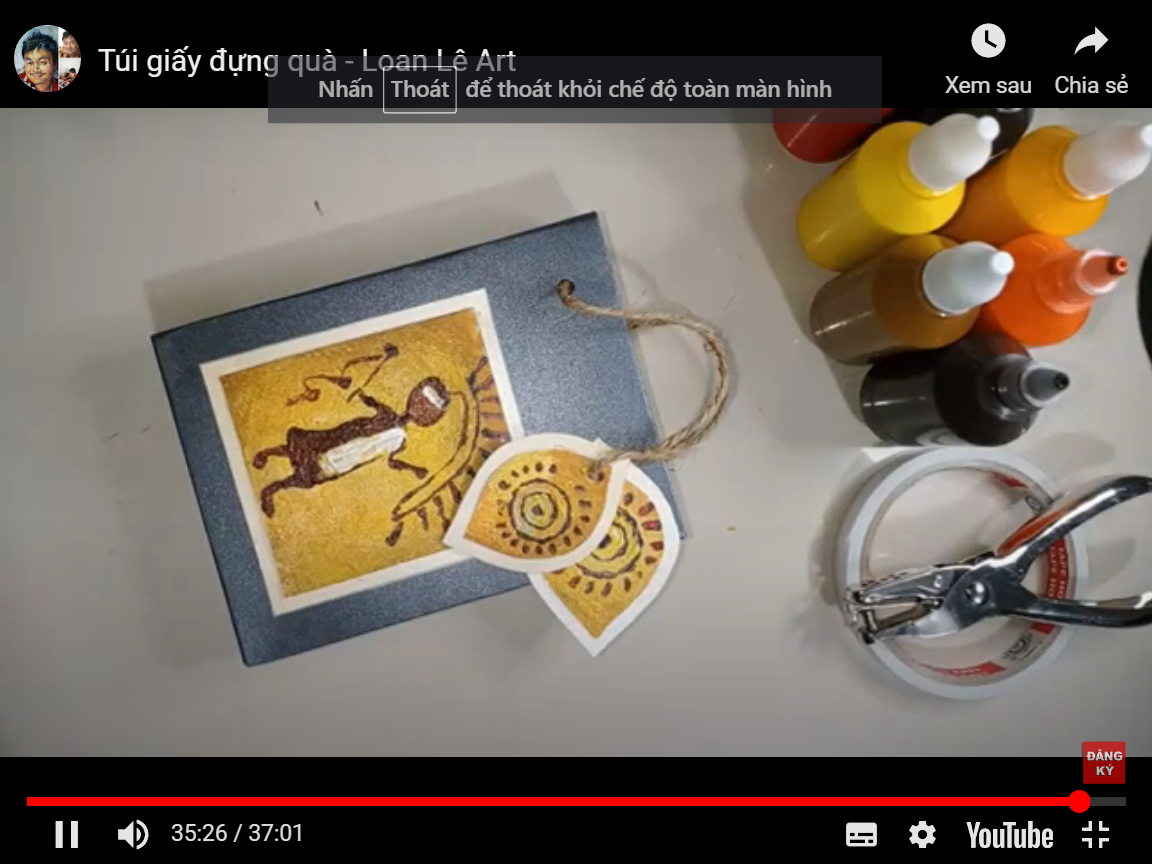 Túi giấy đựng quà - Loan Lê Art
Xem sau
Chia sẻ
Nhấn Thoát để thoát khỏi chế độ toàn màn hình
ĐĂNG
KÝ
35:26 / 37:01
YouTube